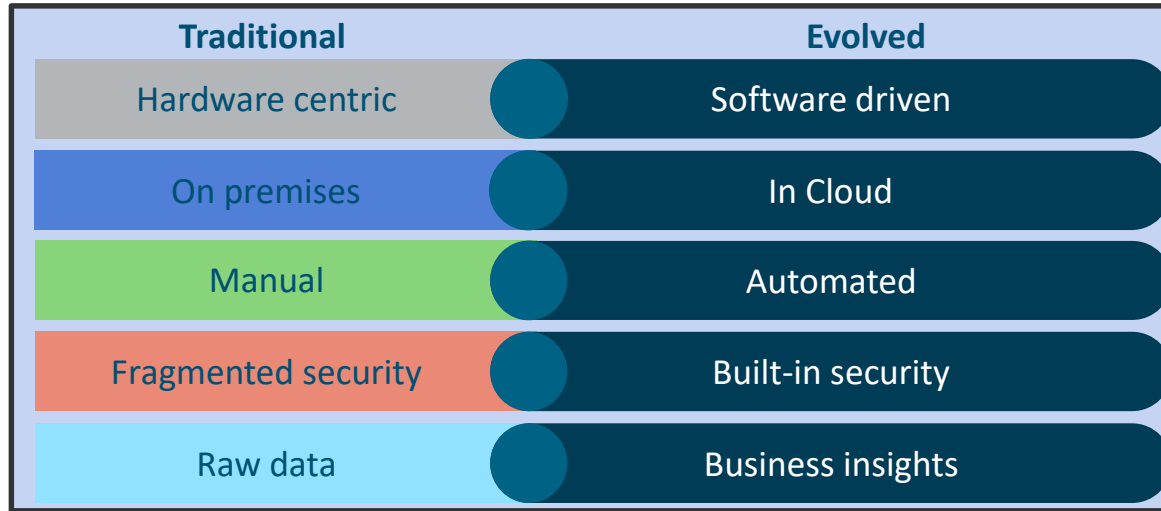 Traditional Evolved
Hardware centric Software driven
On premises In Cloud
Manual Automated
Fragmented security Built-in security
Raw data Business insights